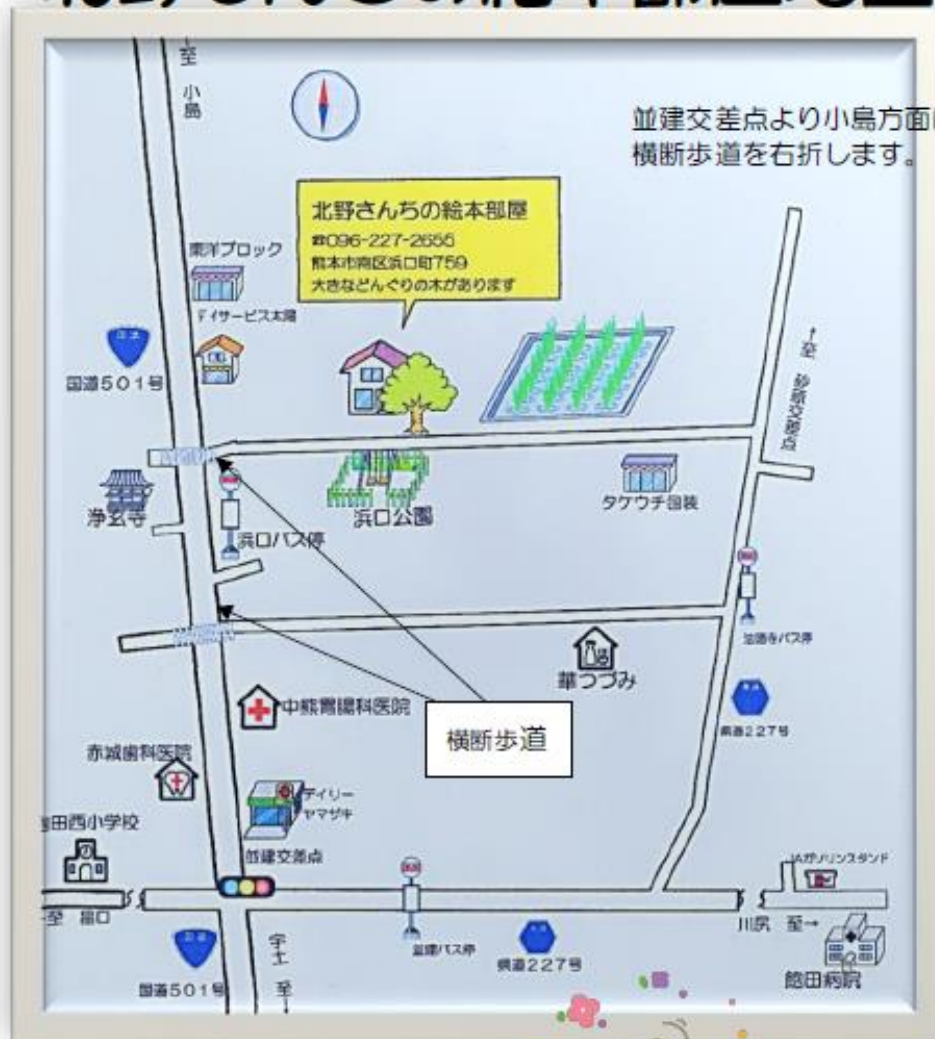 至
小島
並建交差点より小島方面
横断歩道を右折します。
北野さんちの絵本部屋
☎096-227-2655
熊本市南区浜口町759
大きなどんぐりの木があります
東洋ブロック
デイサービス太陽
国道501号
至 砂原交差点
浄玄寺
浜口バス停
浜口公園
タケウチ包装
華つづみ
県道227号
中熊胃腸科医院
横断歩道
赤城歯科医院
デイリー
ヤマザキ
田西小学校
並建交差点
JAガソリンスタンド
至
川尻 至→
並建バス停
県道227号
飽田病院
国道501号
宇土 至